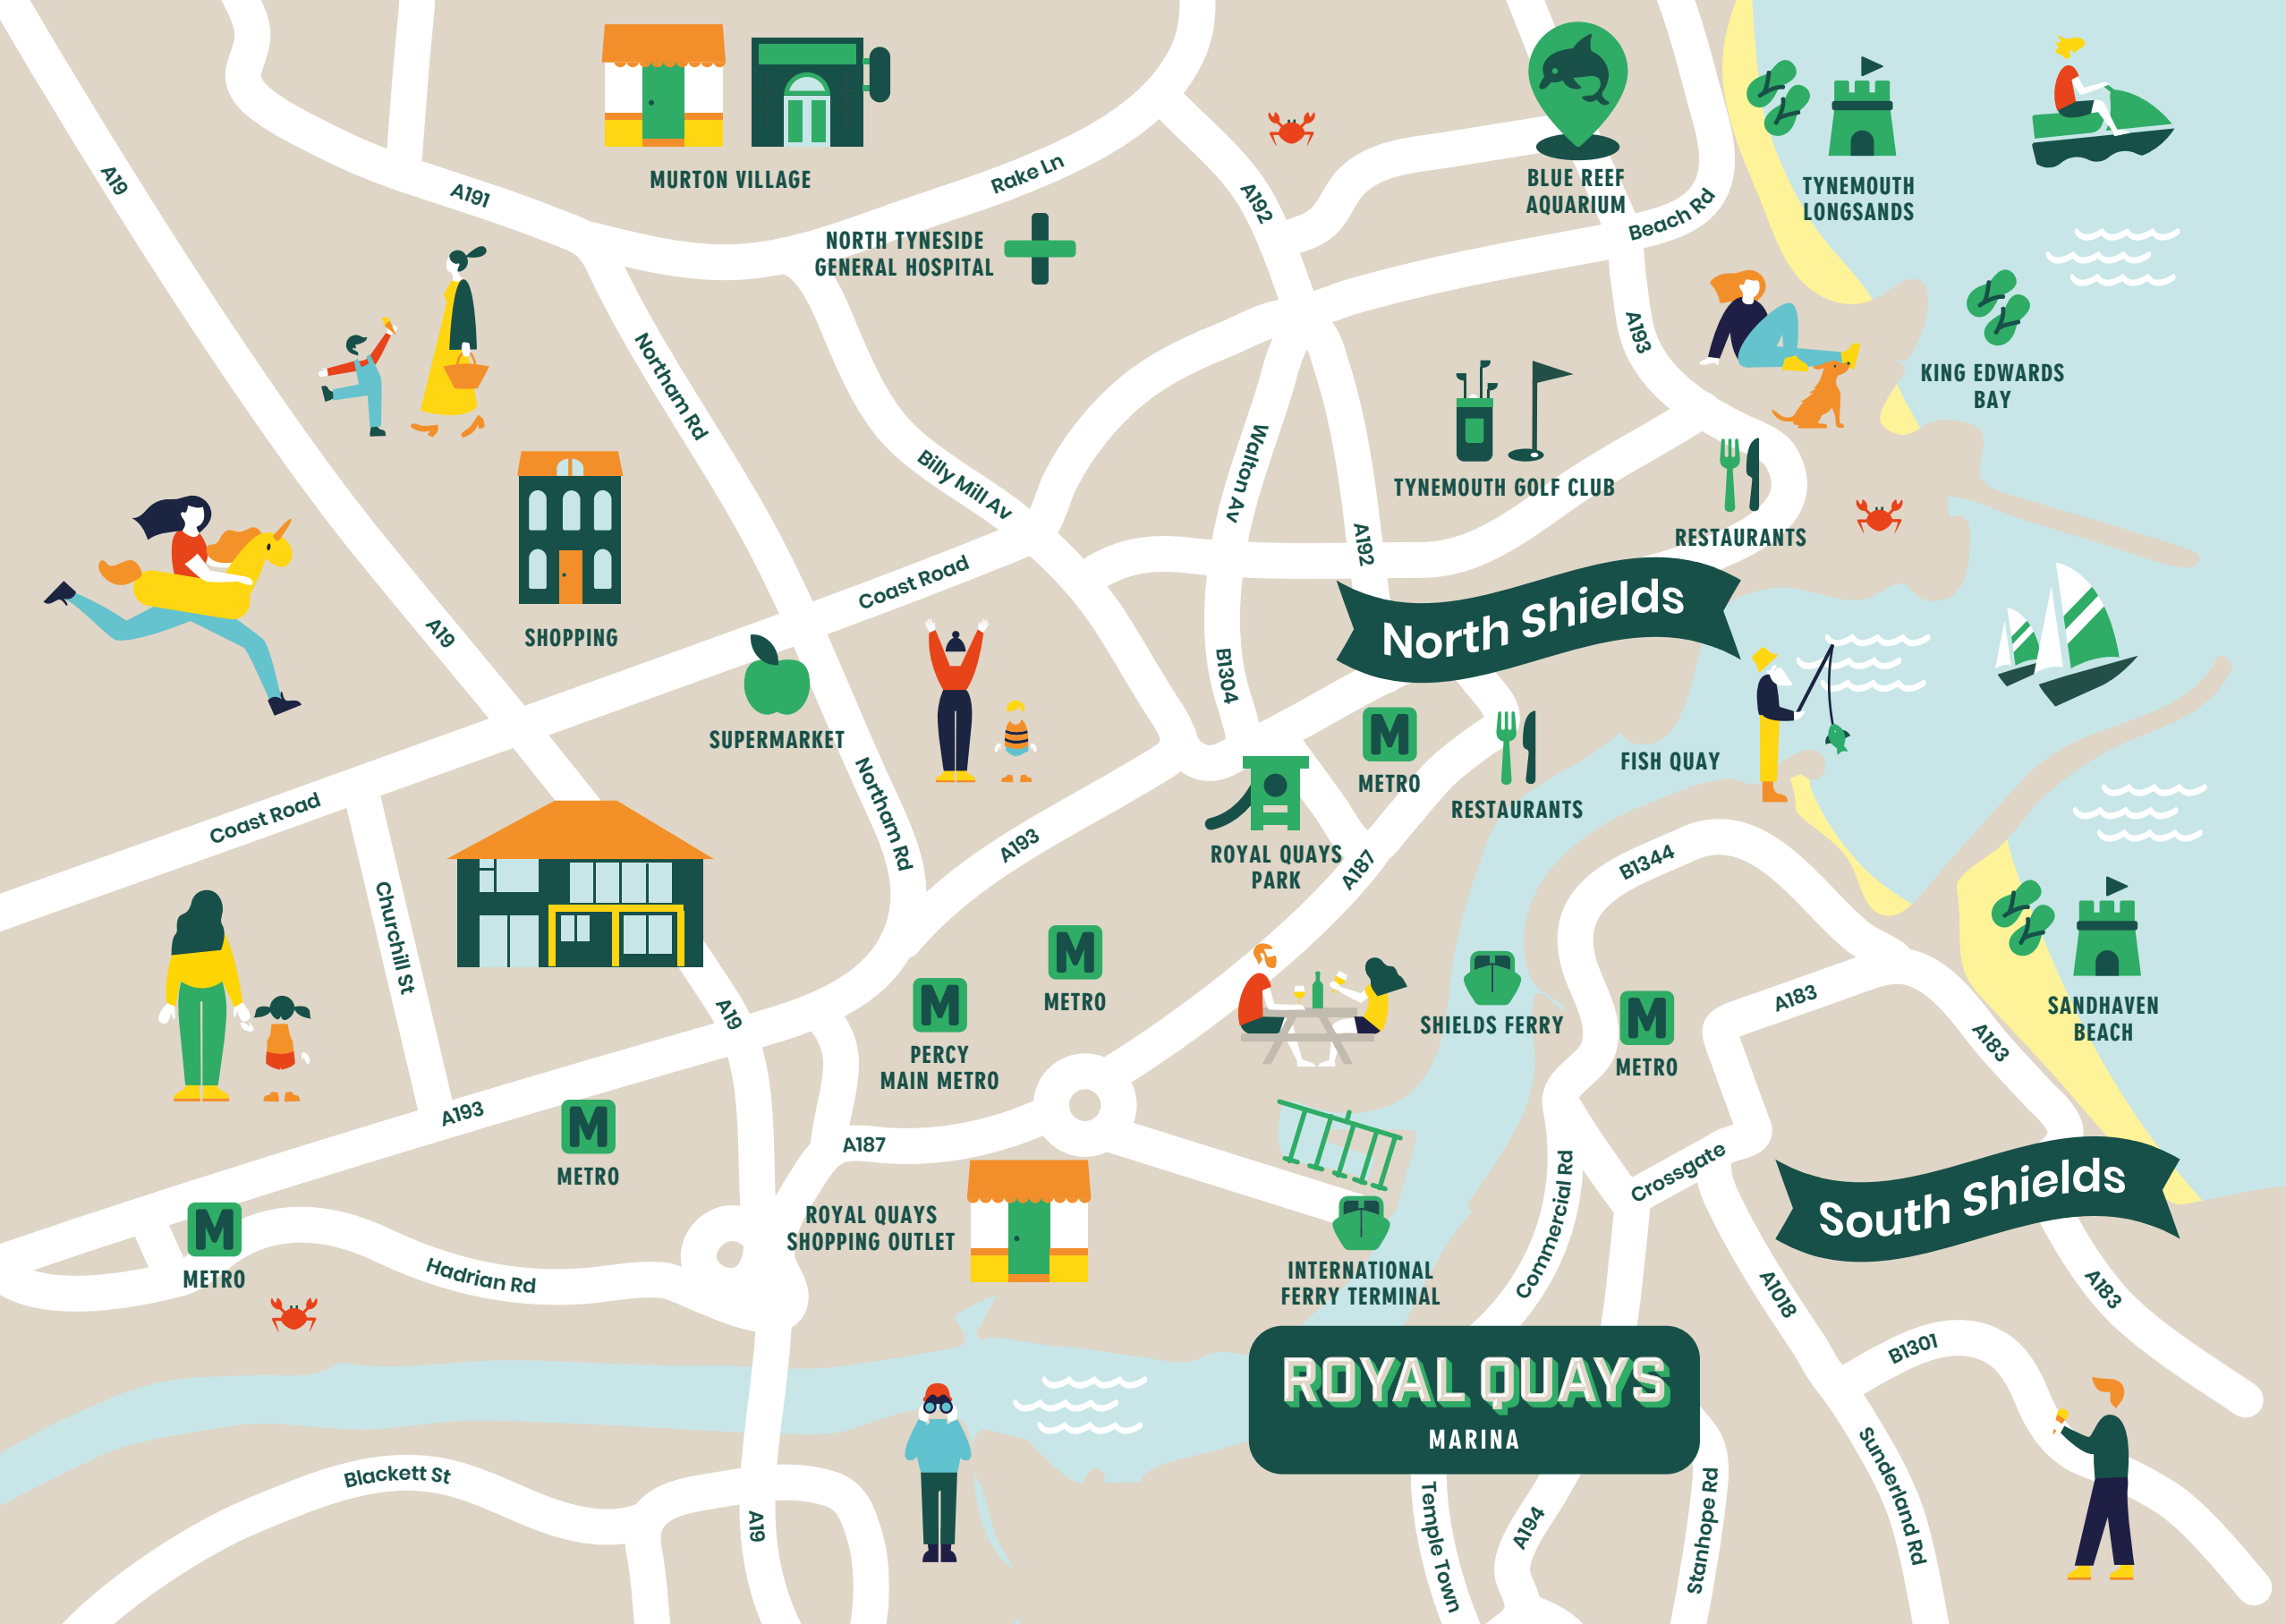 MURTON VILLAGE
BLUE REEF
AQUARIUM
TYNEMOUTH
LONGSANDS
A19
A191
Rake Ln
A192
Beach Rd
NORTH TYNESIDE
GENERAL HOSPITAL
A193
KING EDWARDS
BAY
Northam Rd
Billy Mill Av
Walton Av
TYNEMOUTH GOLF CLUB
RESTAURANTS
A192
Coast Road
SHOPPING
A19
North Shields
B1304
SUPERMARKET
METRO
FISH QUAY
RESTAURANTS
Coast Road
Northam Rd
A193
ROYAL QUAYS
PARK
A187
B1344
Churchill St
M
METRO
M
METRO
M
PERCY
MAIN METRO
A19
SHIELDS FERRY
M
METRO
A183
A183
SANDHAVEN
BEACH
A193
M
METRO
A187
Crossgate
Commercial Rd
South Shields
M
METRO
Hadrian Rd
ROYAL QUAYS
SHOPPING OUTLET
INTERNATIONAL
FERRY TERMINAL
A1018
A183
B1301
ROYAL QUAYS
MARINA
Blackett St
A19
Temple Town
A194
Stanhope Rd
Sunderland Rd